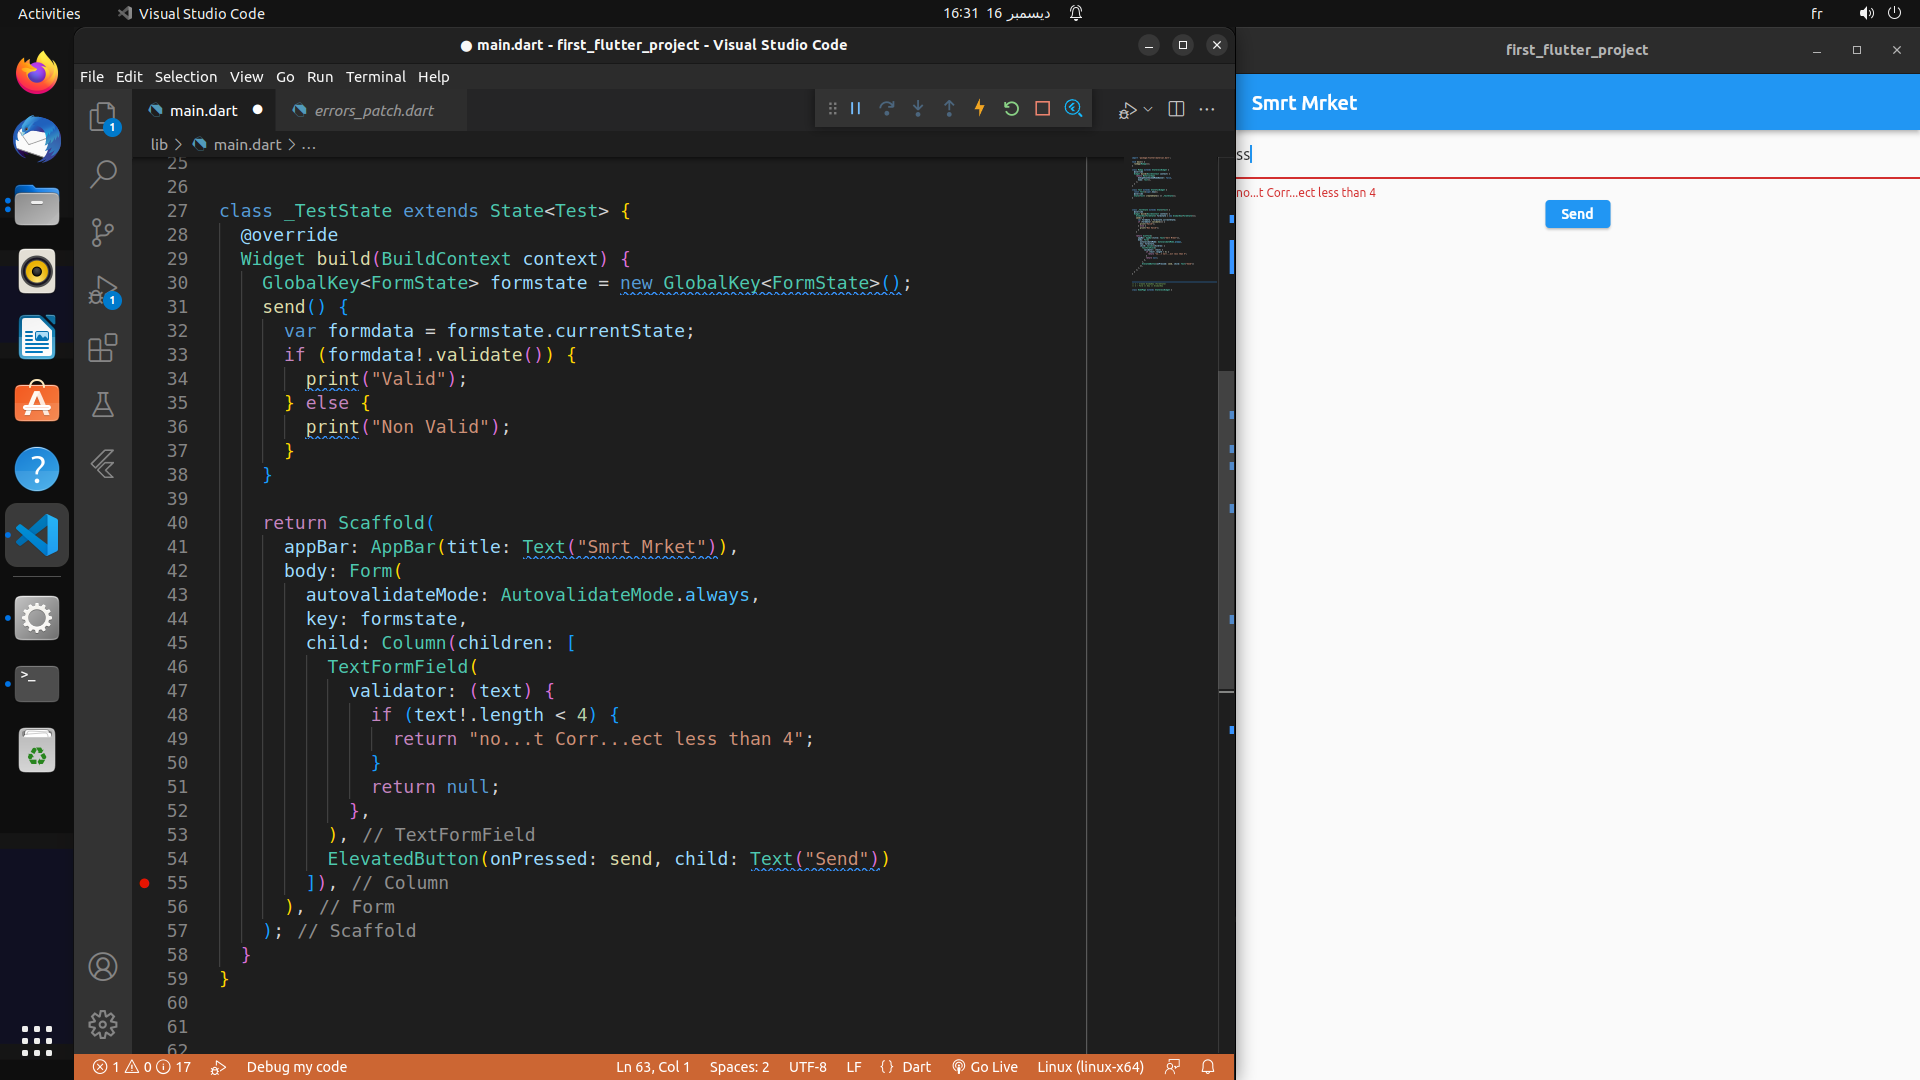 Activities
Visual Studio Code
16:31 16 ديسمبر
fr
● main.dart - first_flutter_project - Visual Studio Code
File Edit Selection View Go Run Terminal Help
main.dart
errors_patch.dart
lib > main.dart > ...
25
26
27 class _TestState extends State<Test> {
28 @override
29 Widget build(BuildContext context) {
30 GlobalKey<FormState> formstate = new GlobalKey<FormState>();
31 send() {
32 var formdata = formstate.currentState;
33 if (formdata!.validate()) {
34 print("Valid");
35 } else {
36 print("Non Valid");
37 }
38 }
39
40 return Scaffold(
41 appBar: AppBar(title: Text("Smrt Mrket")),
42 body: Form(
43 autovalidateMode: AutovalidateMode.always,
44 key: formstate,
45 child: Column(children: [
46 TextFormField(
47 validator: (text) {
48 if (text!.length < 4) {
49 return "no...t Corr...ect less than 4";
50 }
51 return null;
52 },
53 ), // TextFormField
54 ElevatedButton(onPressed: send, child: Text("Send"))
55 ]), // Column
56 ), // Form
57 ); // Scaffold
58 }
59 }
60
61
62
1
1
1 0 17
Debug my code
Ln 63, Col 1
Spaces: 2
UTF-8
LF
{} Dart
Go Live
Linux (linux-x64)
first_flutter_project
Smrt Mrket
ss
no...t Corr...ect less than 4
Send